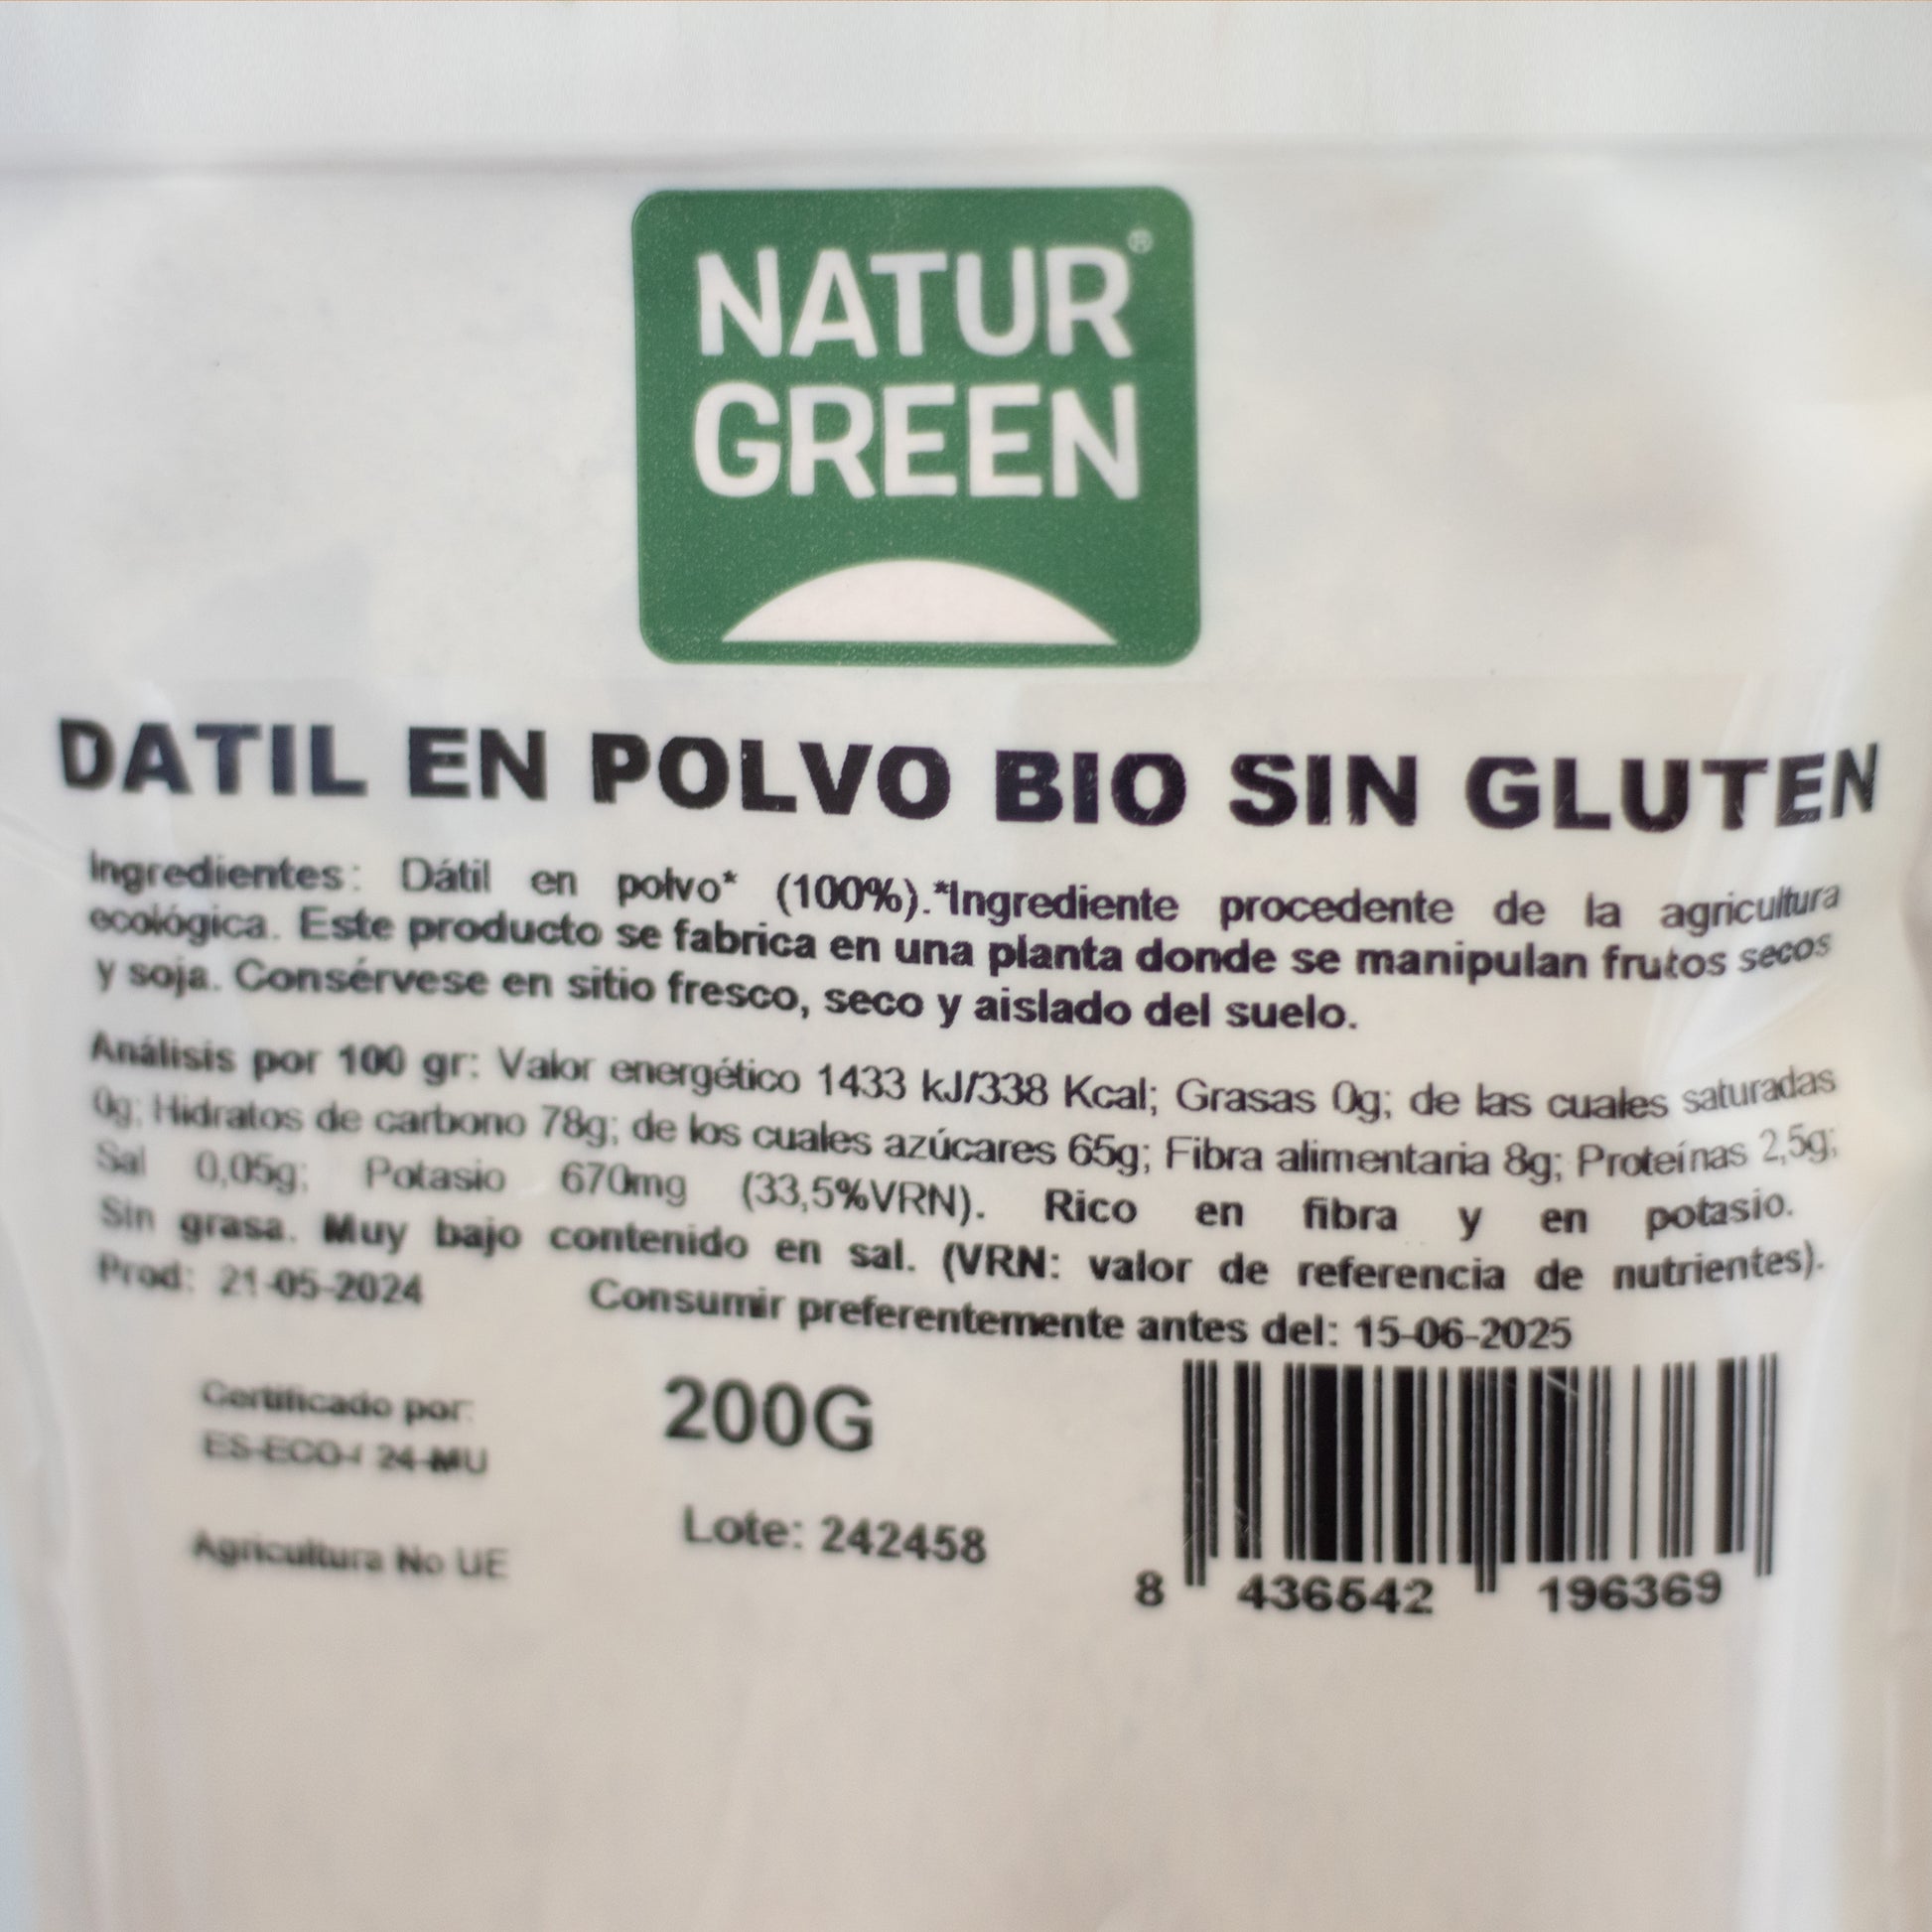 NATUR®
GREEN
DATIL EN POLVO BIO SIN GLUTEN
Ingredientes: Dátil en polvo* (100%).*Ingrediente procedente de la agricultura
ecológica. Este producto se fabrica en una planta donde se manipulan frutos secos
y soja. Consérvese en sitio fresco, seco y aislado del suelo.
Análisis por 100 gr: Valor energético 1433 kJ/338 Kcal; Grasas 0g; de las cuales saturadas
0g; Hidratos de carbono 78g; de los cuales azúcares 65g; Fibra alimentaria 8g; Proteínas 2,5g;
Sal 0,05g; Potasio 670mg (33,5%VRN). Rico en fibra y en potasio.
Sin grasa. Muy bajo contenido en sal. (VRN: valor de referencia de nutrientes).
Prod: 21-05-2024 Consumir preferentemente antes del: 15-06-2025
Certificado por:
200G
Lote: 242458
Agricultura No UE
8 436542 196369